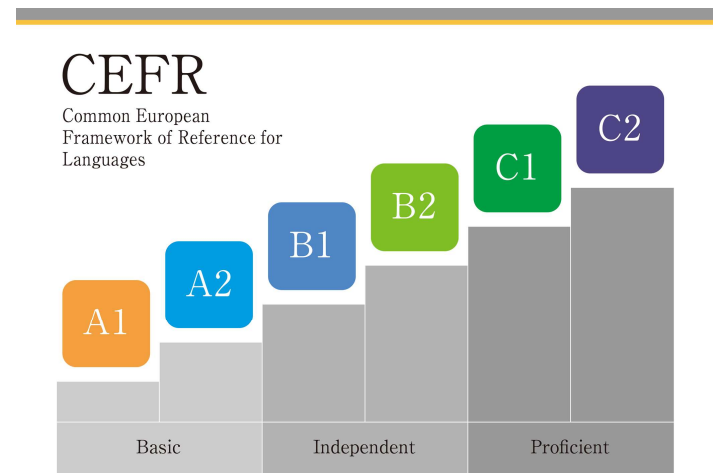 CEFR
Common European
Framework of Reference for
Languages
C2
C1
B2
B1
A2
A1
Basic
Independent
Proficient